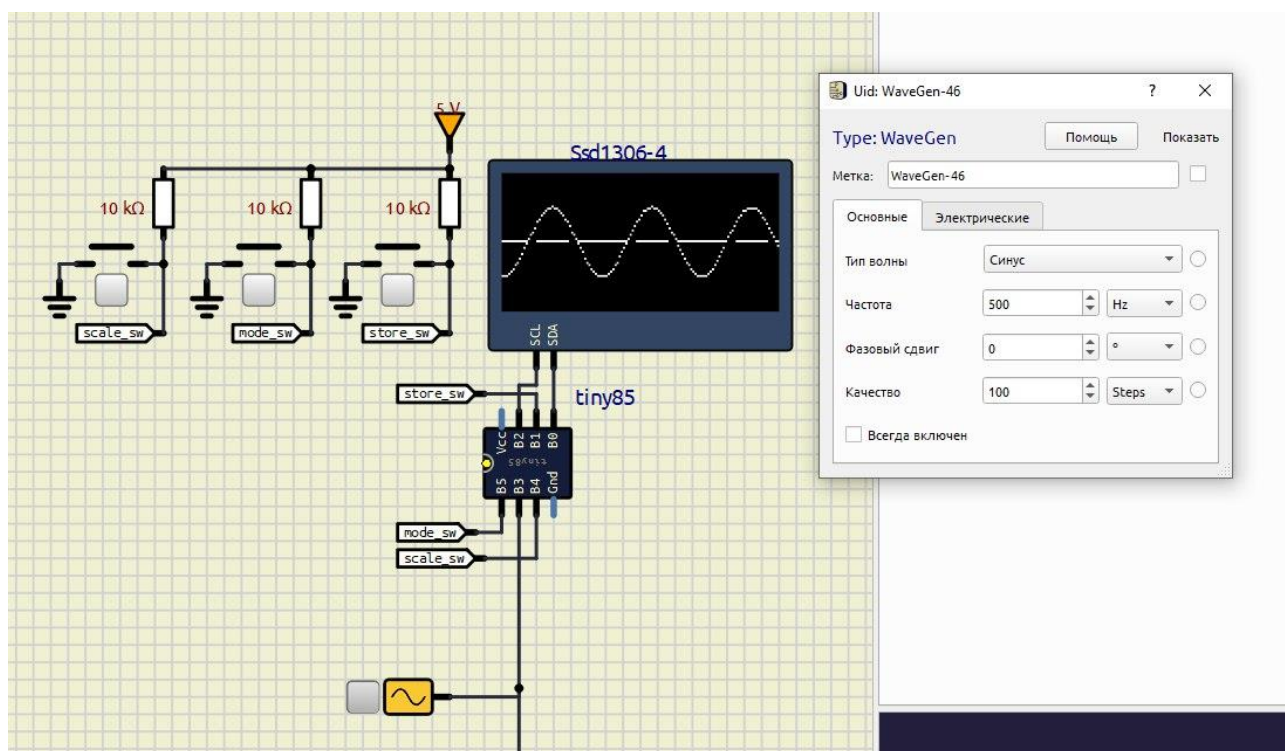 Uid: WaveGen-46
?
X
Type: WaveGen
Помощь
Показать
Метка:
WaveGen-46
Основные
Электрические
Тип волны
Синус
Частота
500
Hz
Фазовый сдвиг
0
°
Качество
100
Steps
Всегда включен
5 V
10 kΩ
10 kΩ
10 kΩ
Ssd1306-4
scale_sw
mode_sw
store_sw
SCL
SDA
store_sw
tiny85
Vcc
B2
B1
B0
tiny85
B5
B3
B4
Gnd
mode_sw
scale_sw